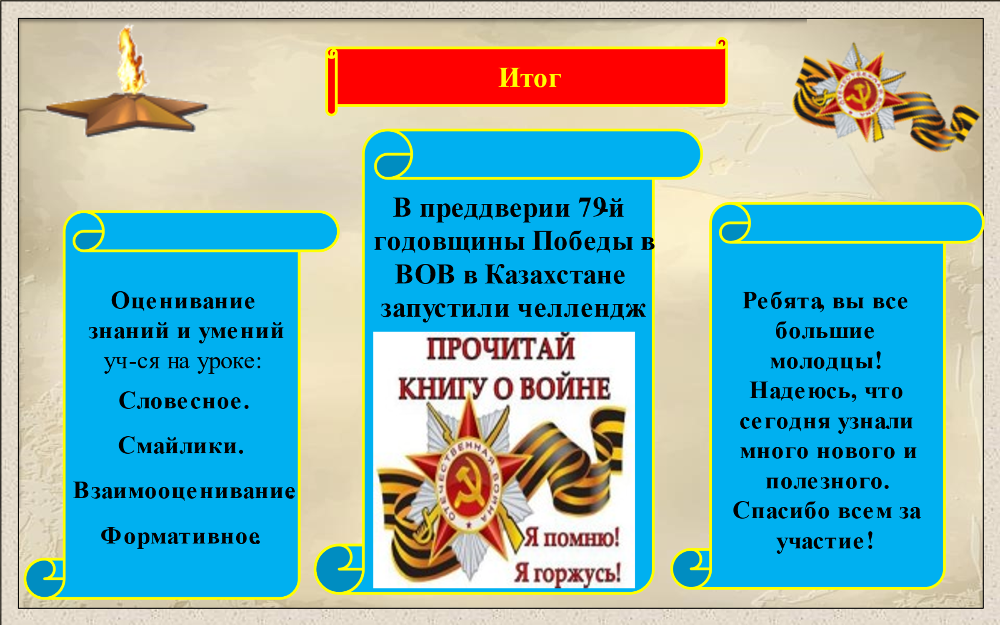 Итог
Оценивание
знаний и умений
уч-ся на уроке:
Словесное.
Смайлики.
Взаимооценивание.
Формативное.
В преддверии 79-й
годовщины Победы в
ВОВ в Казахстане
запустили челлендж
ПРОЧИТАЙ
КНИГУ О ВОЙНЕ
ОТЕЧЕСТВЕННАЯ ВОЙНА
Я помню!
Я горжусь!
Ребята, вы все
большие
молодцы!
Надеюсь, что
сегодня узнали
много нового и
полезного.
Спасибо всем за
участие!
ОТЕЧЕСТВЕННАЯ ВОЙНА